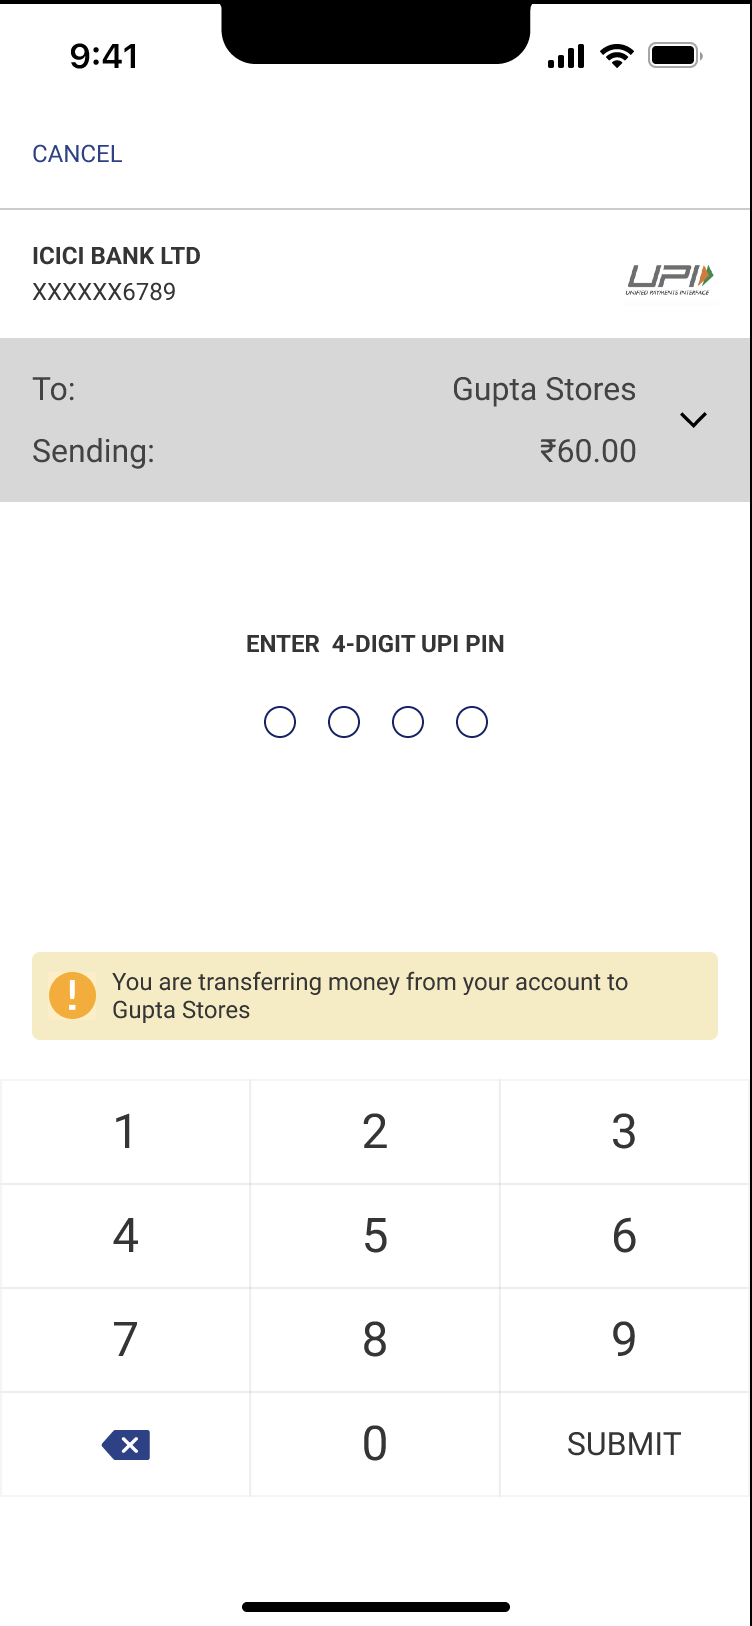 9:41
CANCEL
ICICI BANK LTD
XXXXXX6789
UPI
UNIFIED PAYMENTS INTERFACE
To: Gupta Stores
Sending: ₹60.00
ENTER 4-DIGIT UPI PIN
You are transferring money from your account to
Gupta Stores
1 2 3
4 5 6
7 8 9
0 SUBMIT